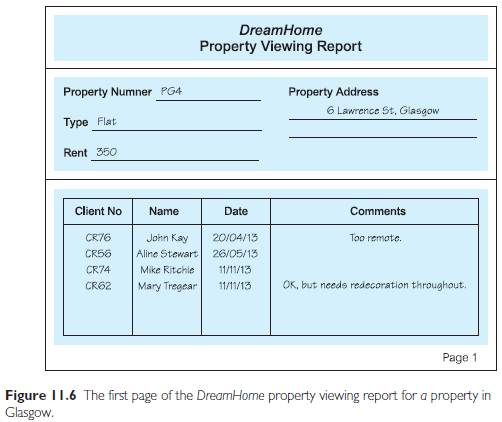 DreamHome
Property Viewing Report
Property Numner PG4
Property Address
6 Lawrence St, Glasgow
Type Flat
Rent 350
Client No Name Date Comments
CR76 John Kay 20/04/13 Too remote.
CR56 Aline Stewart 26/05/13
CR74 Mike Ritchie 11/11/13
CR62 Mary Tregear 11/11/13 OK, but needs redecoration throughout.
Page 1
Figure 11.6 The first page of the DreamHome property viewing report for a property in
Glasgow.